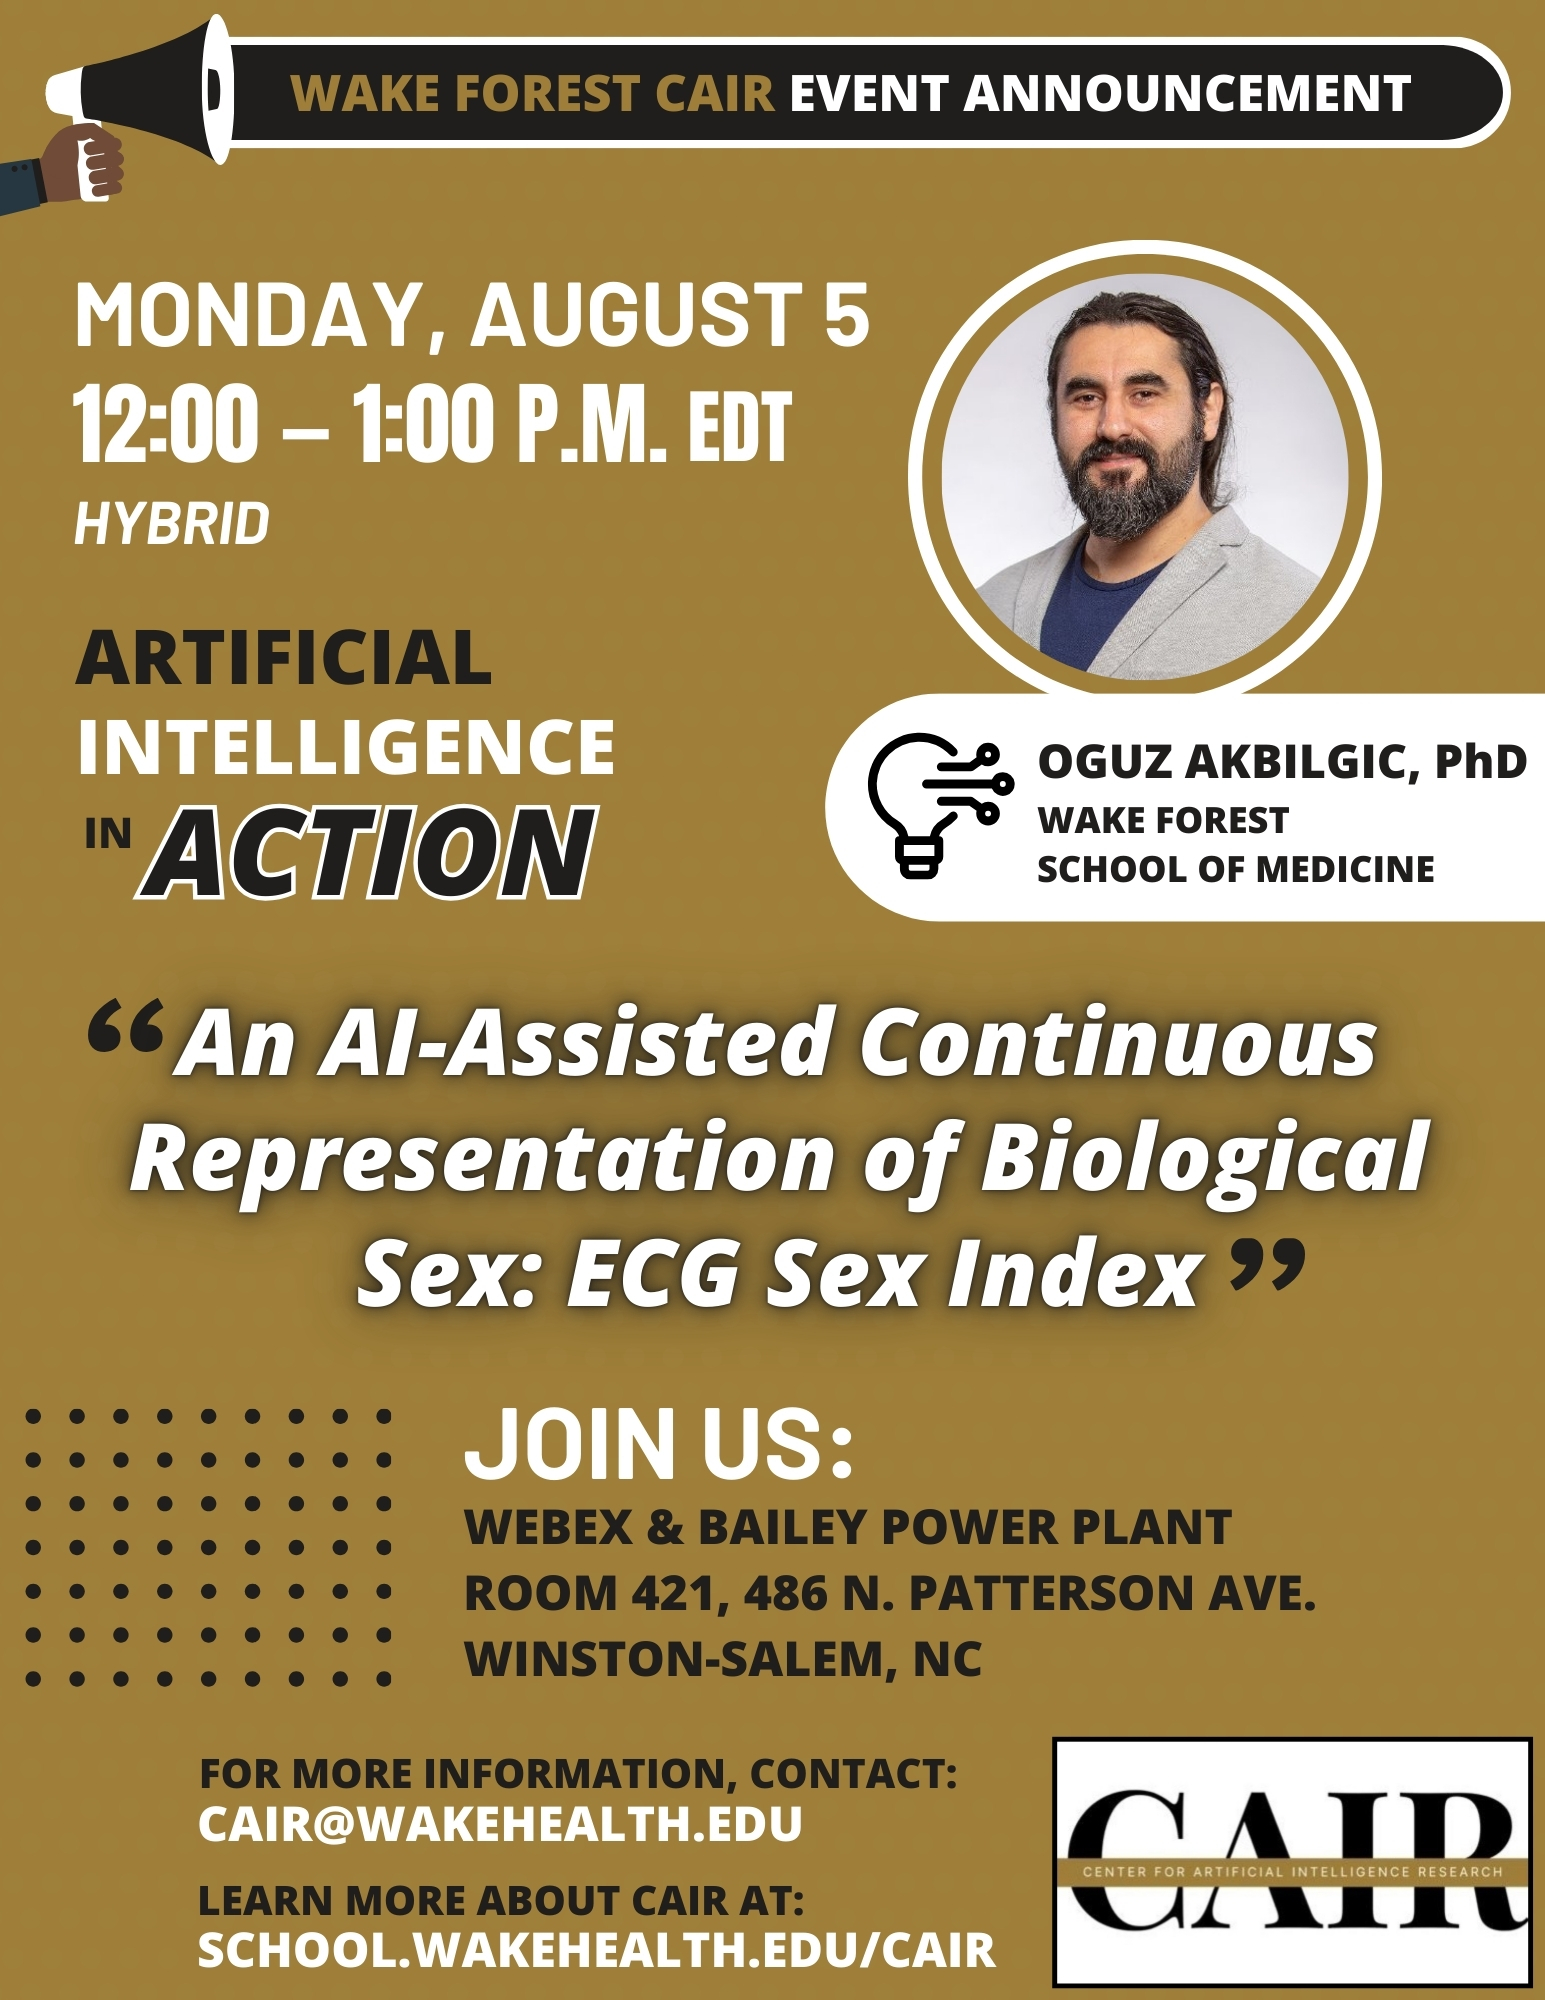 WAKE FOREST CAIR EVENT ANNOUNCEMENT
MONDAY, AUGUST 5
12:00 – 1:00 P.M. EDT
HYBRID
ARTIFICIAL
INTELLIGENCE
IN ACTION
OGUZ AKBILGIC, PhD
WAKE FOREST
SCHOOL OF MEDICINE
“An AI-Assisted Continuous
Representation of Biological
Sex: ECG Sex Index”
JOIN US:
WEBEX & BAILEY POWER PLANT
ROOM 421, 486 N. PATTERSON AVE.
WINSTON-SALEM, NC
FOR MORE INFORMATION, CONTACT:
CAIR@WAKEHEALTH.EDU
LEARN MORE ABOUT CAIR AT:
SCHOOL.WAKEHEALTH.EDU/CAIR
CAIR
CENTER FOR ARTIFICIAL INTELLIGENCE RESEARCH